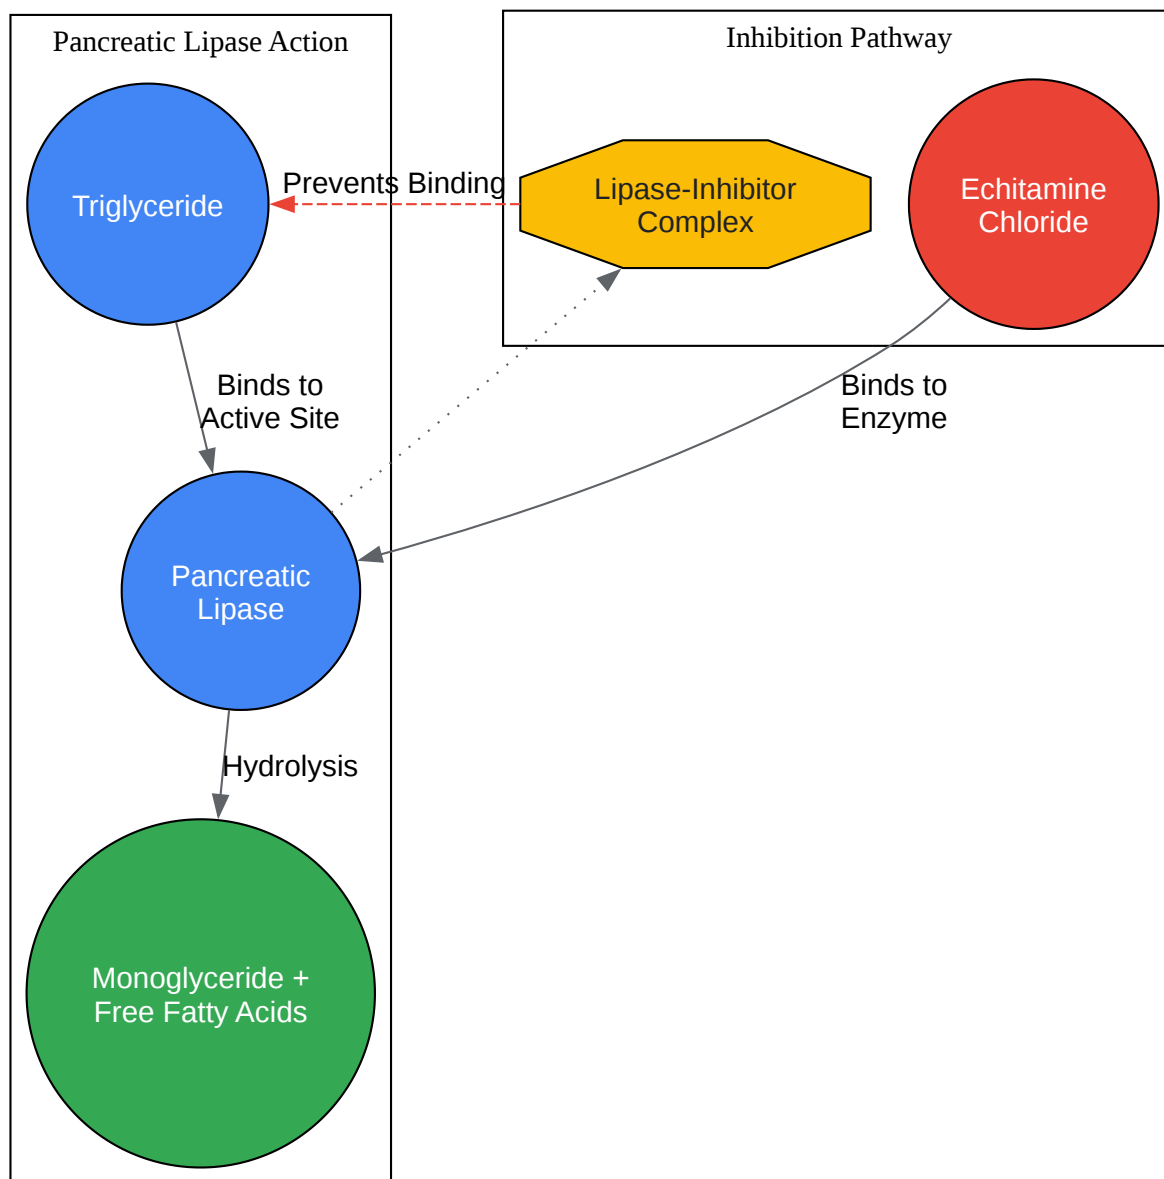 Pancreatic Lipase Action
Inhibition Pathway
Triglyceride
Prevents Binding
Lipase-Inhibitor
Complex
Echitamine
Chloride
Binds to
Active Site
Binds to
Enzyme
Pancreatic
Lipase
Hydrolysis
Monoglyceride +
Free Fatty Acids